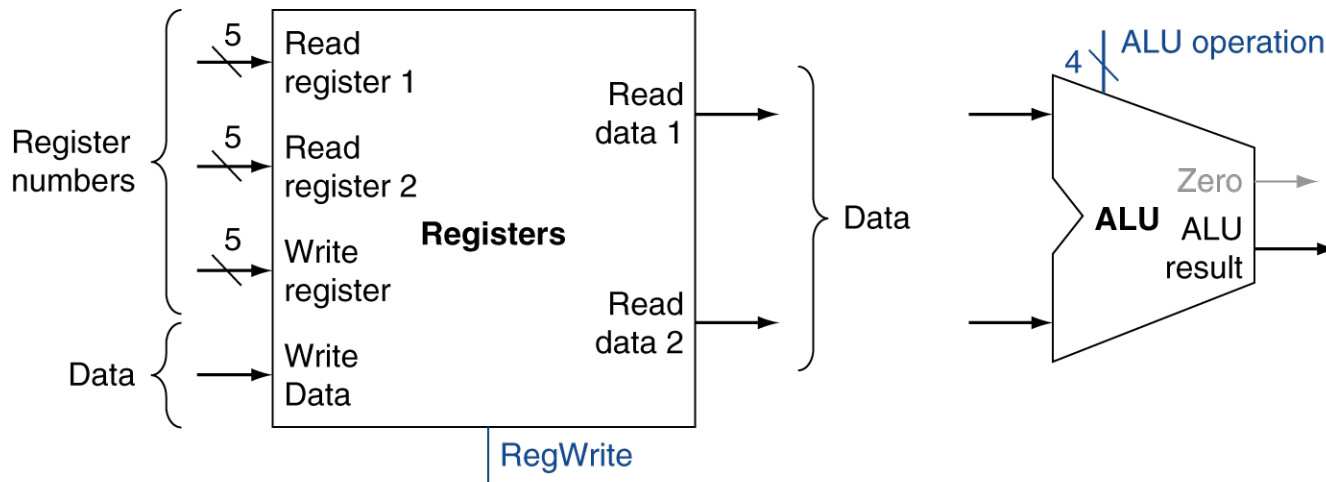 Register
numbers
Data
5
Read
register 1
5
Read
register 2
5
Write
register
Write
Data
Registers
Read
data 1
Read
data 2
RegWrite
Data
4
ALU operation
ALU
Zero
ALU
result